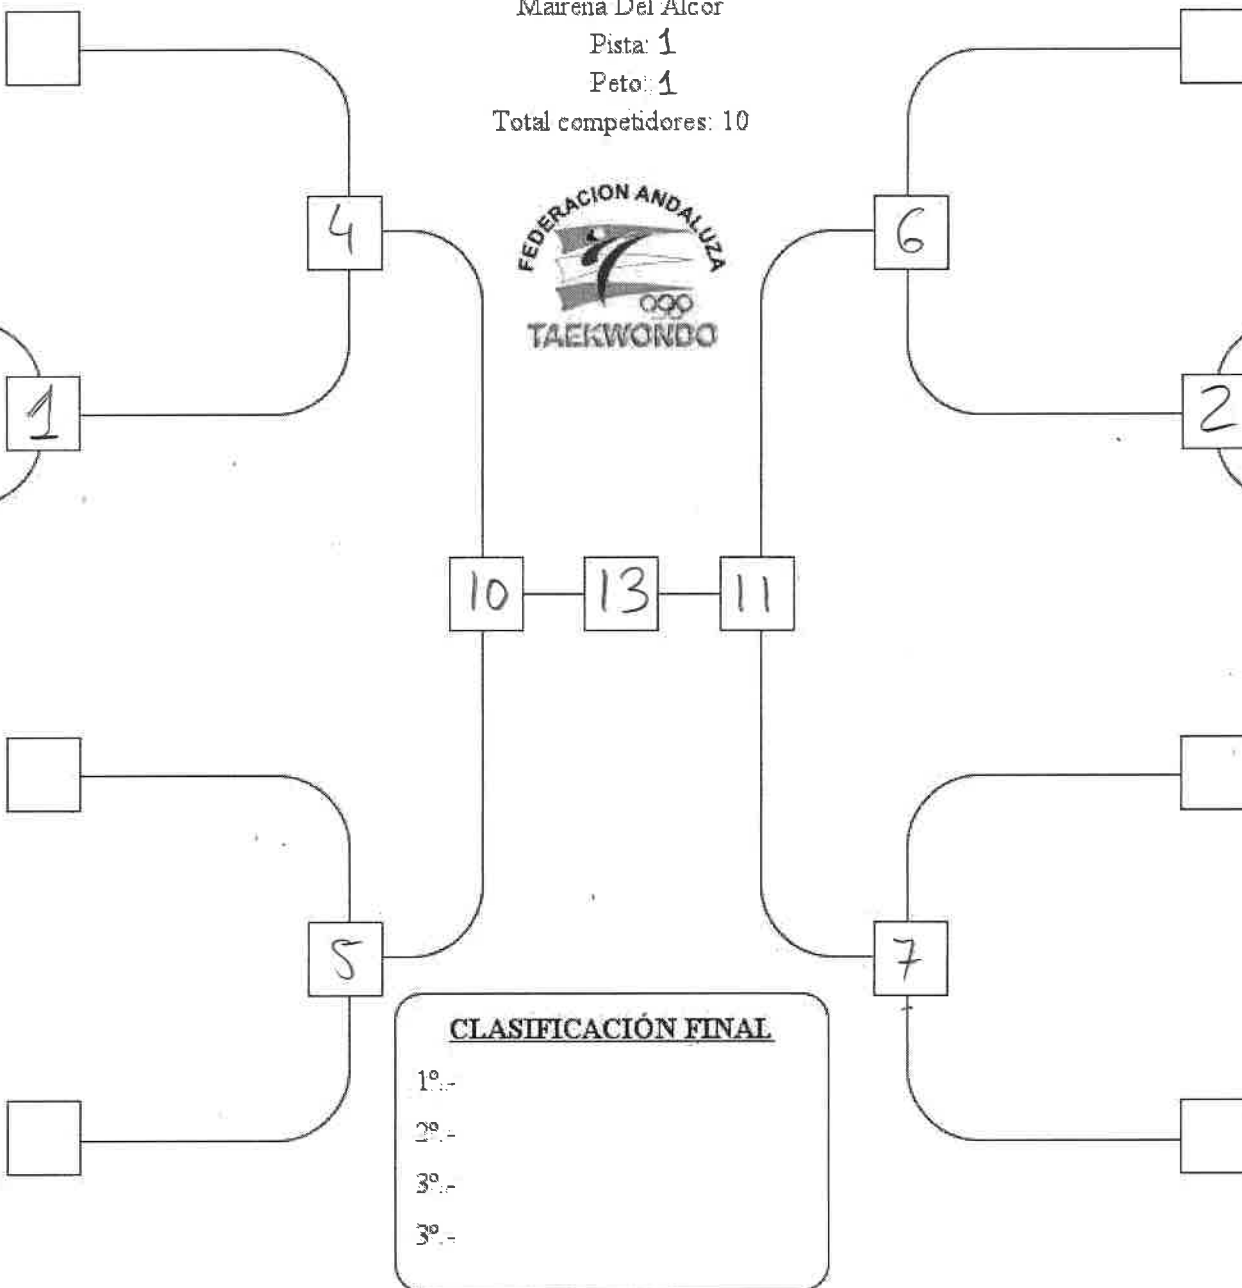 Mairena Del Alcor
Pista: 1
Peto: 1
Total competidores: 10
FEDERACION ANDALUZA
TAEKWONDO
4
6
1
2
10
13
11
5
7
CLASIFICACIÓN FINAL
1º.-
2º.-
3º.-
3º.-